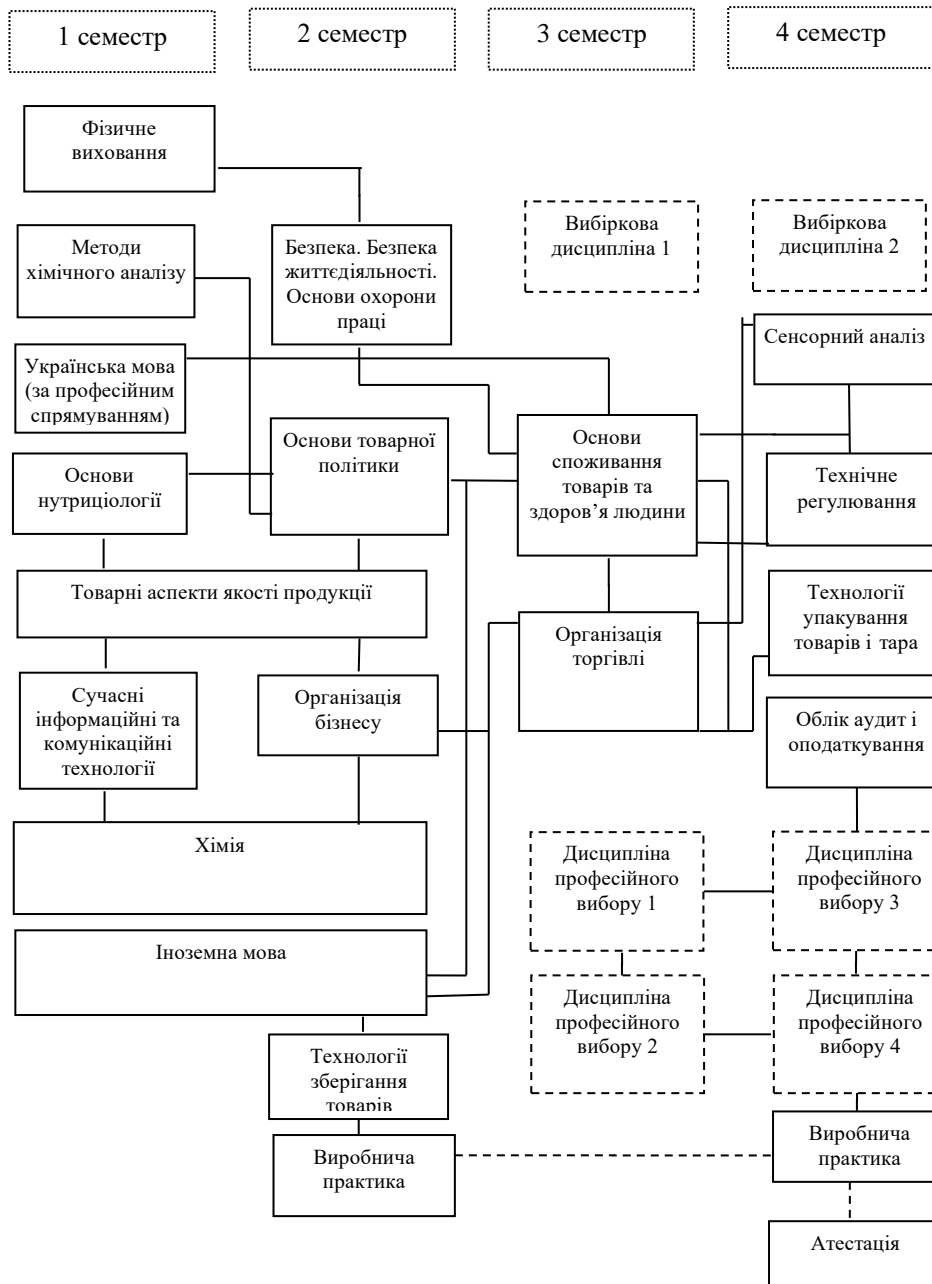 1 семестр
2 семестр
3 семестр
4 семестр
Фізичне
виховання
Методи
хімічного аналізу
Безпека. Безпека
життєдіяльності.
Основи охорони
праці
Вибіркова
дисципліна 1
Вибіркова
дисципліна 2
Сенсорний аналіз
Українська мова
(за професійним
спрямуванням)
Основи товарної
політики
Основи
споживання
товарів та
здоров’я людини
Основи
нутриціології
Технічне
регулювання
Товарні аспекти якості продукції
Організація
торгівлі
Технології
упакування
товарів і тара
Сучасні
інформаційні та
комунікаційні
технології
Організація
бізнесу
Облік аудит і
оподаткування
Хімія
Дисципліна
професійного
вибору 1
Дисципліна
професійного
вибору 3
Іноземна мова
Дисципліна
професійного
вибору 2
Дисципліна
професійного
вибору 4
Технології
зберігання
товарів
Виробнича
практика
Виробнича
практика
Атестація